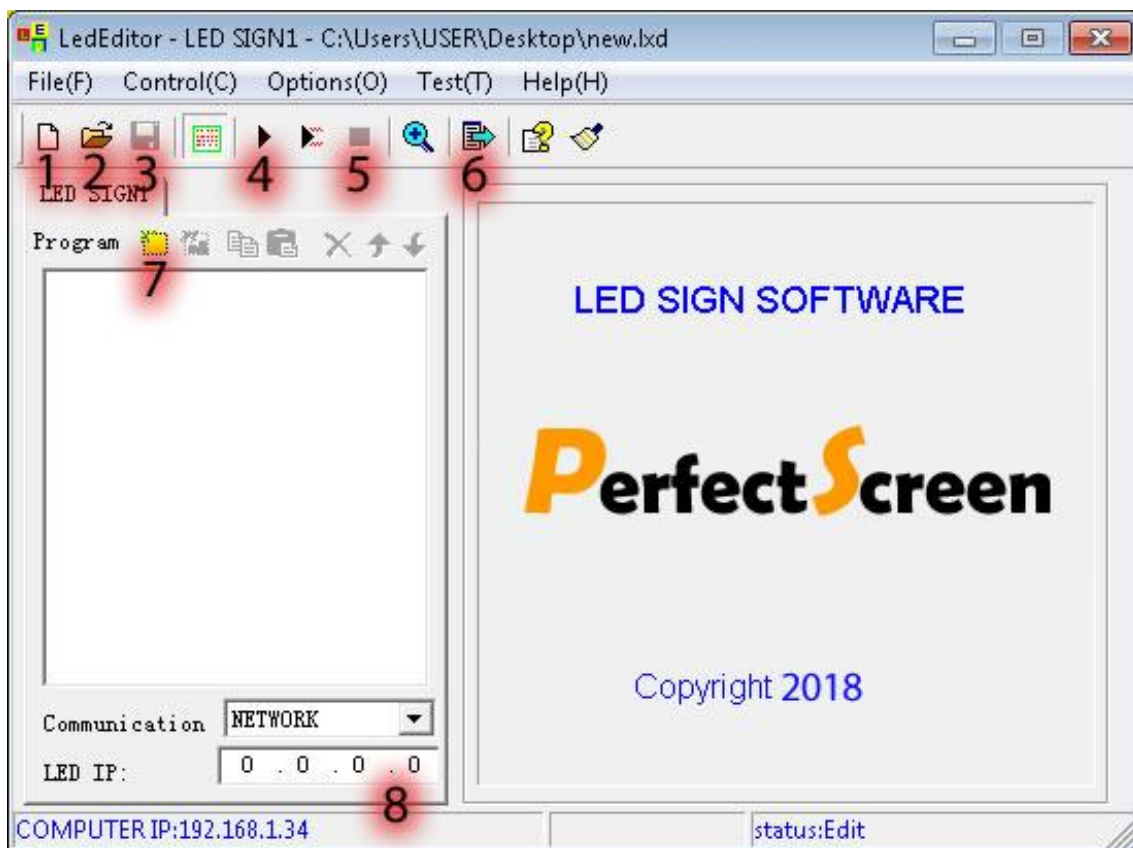 LedEditor - LED SIGN1 - C:\Users\USER\Desktop\new.lxd
File(F) Control(C) Options(O) Test(T) Help(H)
1 2 3 4 5 6
LED SIGN1
Program
7
LED SIGN SOFTWARE
PerfectScreen
Copyright 2018
Communication NETWORK
LED IP: 0 . 0 . 0 . 0
8
COMPUTER IP:192.168.1.34 status:Edit